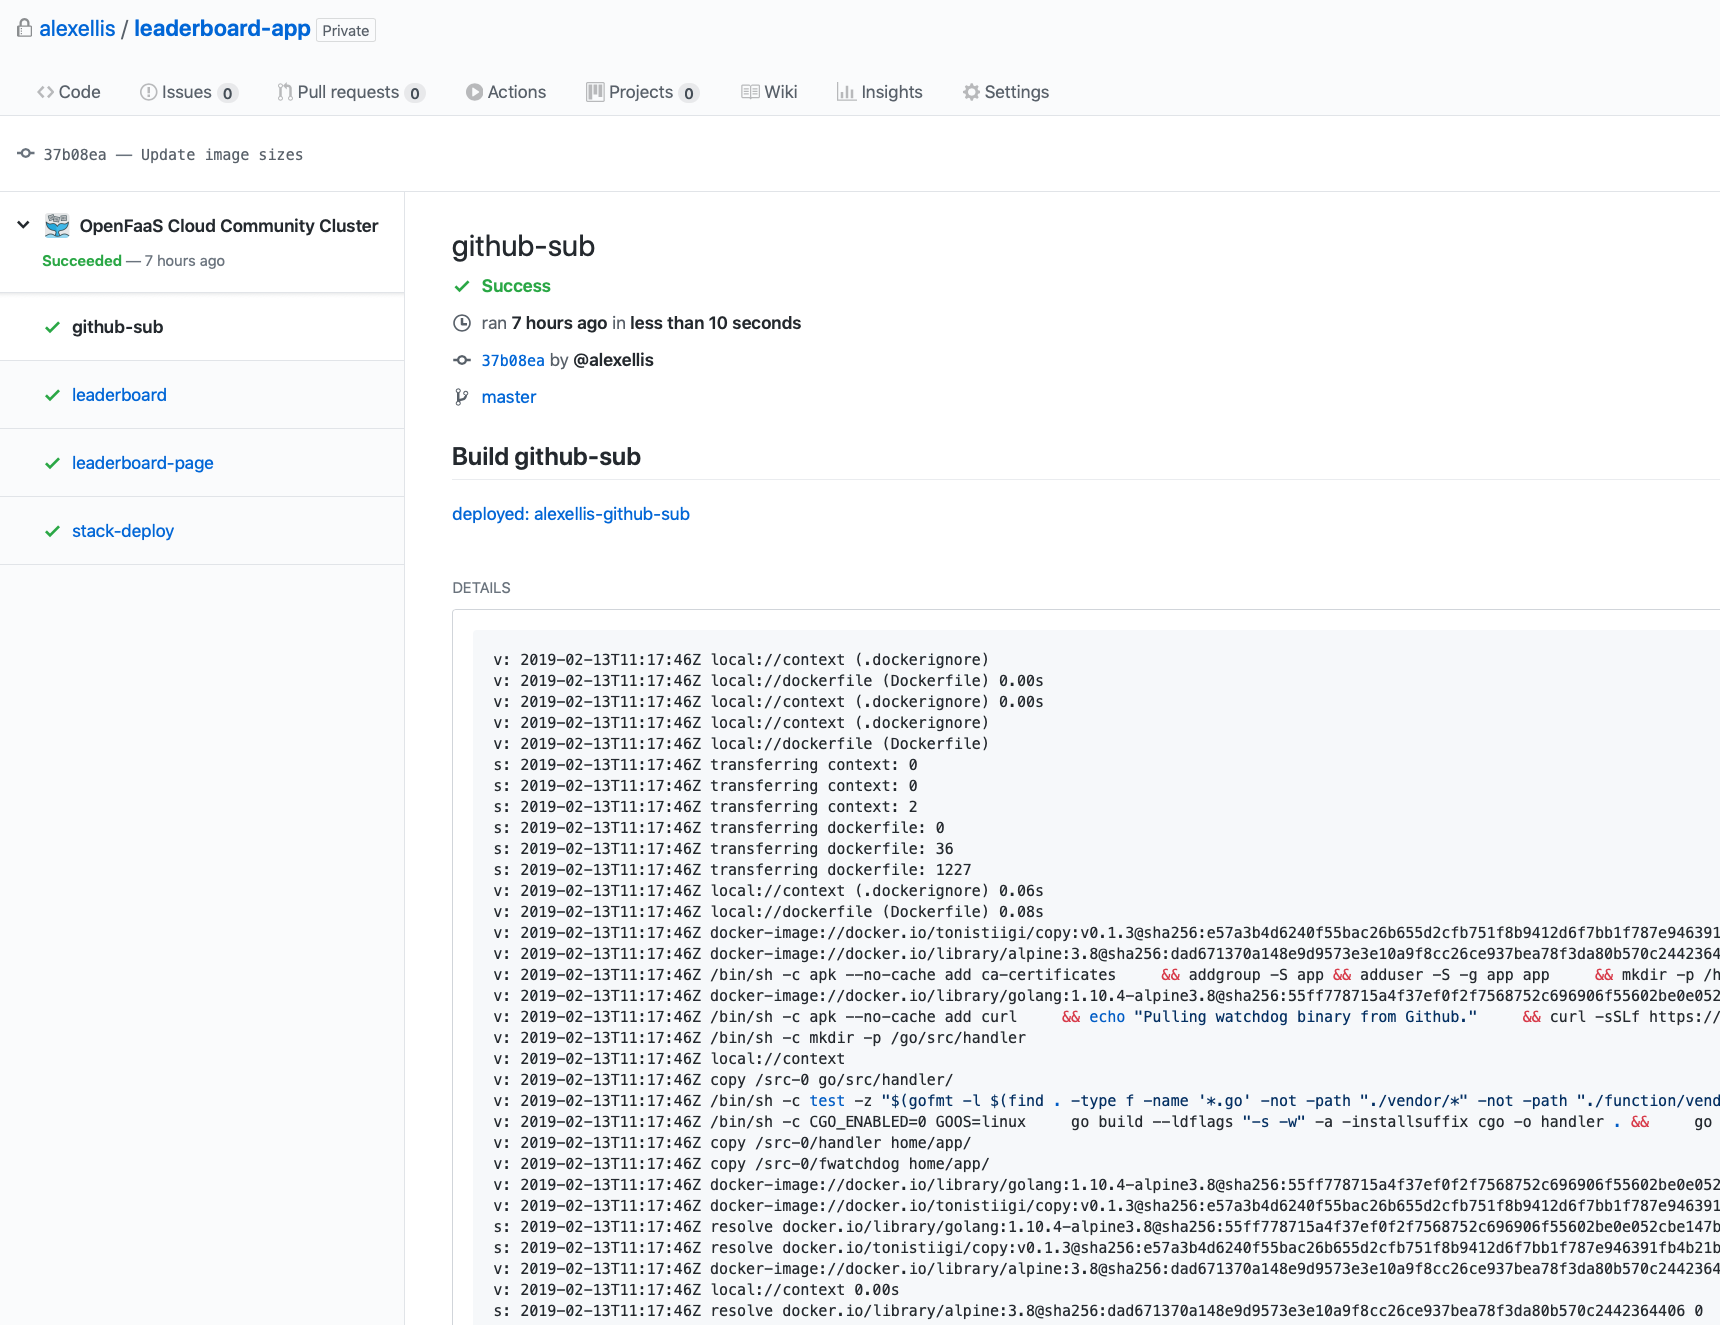 alexellis / leaderboard-app Private
Code Issues 0 Pull requests 0 Actions Projects 0 Wiki Insights Settings
37b08ea — Update image sizes
OpenFaaS Cloud Community Cluster
Succeeded — 7 hours ago
github-sub
leaderboard
leaderboard-page
stack-deploy
github-sub
Success
ran 7 hours ago in less than 10 seconds
37b08ea by @alexellis
master
Build github-sub
deployed: alexellis-github-sub
DETAILS
v: 2019-02-13T11:17:46Z local://context (.dockerignore)
v: 2019-02-13T11:17:46Z local://dockerfile (Dockerfile) 0.00s
v: 2019-02-13T11:17:46Z local://context (.dockerignore) 0.00s
v: 2019-02-13T11:17:46Z local://context (.dockerignore)
v: 2019-02-13T11:17:46Z local://dockerfile (Dockerfile)
s: 2019-02-13T11:17:46Z transferring context: 0
s: 2019-02-13T11:17:46Z transferring context: 0
s: 2019-02-13T11:17:46Z transferring context: 2
s: 2019-02-13T11:17:46Z transferring dockerfile: 0
s: 2019-02-13T11:17:46Z transferring dockerfile: 36
s: 2019-02-13T11:17:46Z transferring dockerfile: 1227
v: 2019-02-13T11:17:46Z local://context (.dockerignore) 0.06s
v: 2019-02-13T11:17:46Z local://dockerfile (Dockerfile) 0.08s
v: 2019-02-13T11:17:46Z docker-image://docker.io/tonistiigi/copy:v0.1.3@sha256:e57a3b4d6240f55bac26b655d2cfb751f8b9412d6f7bb1f787e946391
v: 2019-02-13T11:17:46Z docker-image://docker.io/library/alpine:3.8@sha256:dad671370a148e9d9573e3e10a9f8cc26ce937bea78f3da80b570c2442364
v: 2019-02-13T11:17:46Z /bin/sh -c apk --no-cache add ca-certificates && addgroup -S app && adduser -S -g app app && mkdir -p /h
v: 2019-02-13T11:17:46Z docker-image://docker.io/library/golang:1.10.4-alpine3.8@sha256:55ff778715a4f37ef0f2f7568752c696906f55602be0e052
v: 2019-02-13T11:17:46Z /bin/sh -c apk --no-cache add curl && echo "Pulling watchdog binary from Github." && curl -sSLf https://
v: 2019-02-13T11:17:46Z /bin/sh -c mkdir -p /go/src/handler
v: 2019-02-13T11:17:46Z local://context
v: 2019-02-13T11:17:46Z copy /src-0 go/src/handler/
v: 2019-02-13T11:17:46Z /bin/sh -c test -z "$(gofmt -l $(find . -type f -name '*.go' -not -path "./vendor/*" -not -path "./function/vend
v: 2019-02-13T11:17:46Z /bin/sh -c CGO_ENABLED=0 GOOS=linux go build --ldflags "-s -w" -a -installsuffix cgo -o handler . && go
v: 2019-02-13T11:17:46Z copy /src-0/handler home/app/
v: 2019-02-13T11:17:46Z copy /src-0/fwatchdog home/app/
v: 2019-02-13T11:17:46Z docker-image://docker.io/library/golang:1.10.4-alpine3.8@sha256:55ff778715a4f37ef0f2f7568752c696906f55602be0e052
v: 2019-02-13T11:17:46Z docker-image://docker.io/tonistiigi/copy:v0.1.3@sha256:e57a3b4d6240f55bac26b655d2cfb751f8b9412d6f7bb1f787e946391
s: 2019-02-13T11:17:46Z resolve docker.io/library/golang:1.10.4-alpine3.8@sha256:55ff778715a4f37ef0f2f7568752c696906f55602be0e052cbe147b
s: 2019-02-13T11:17:46Z resolve docker.io/tonistiigi/copy:v0.1.3@sha256:e57a3b4d6240f55bac26b655d2cfb751f8b9412d6f7bb1f787e946391fb4b21b
v: 2019-02-13T11:17:46Z docker-image://docker.io/library/alpine:3.8@sha256:dad671370a148e9d9573e3e10a9f8cc26ce937bea78f3da80b570c2442364
v: 2019-02-13T11:17:46Z local://context 0.00s
s: 2019-02-13T11:17:46Z resolve docker.io/library/alpine:3.8@sha256:dad671370a148e9d9573e3e10a9f8cc26ce937bea78f3da80b570c2442364406 0